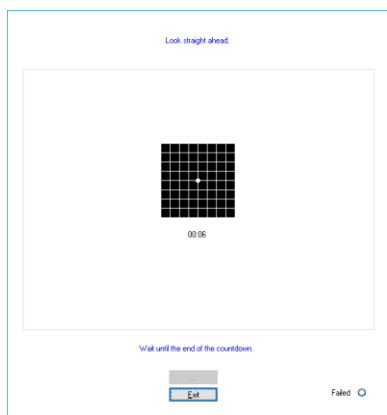 Look straight ahead.
00:06
Wait until the end of the countdown.
...
Exit
Failed